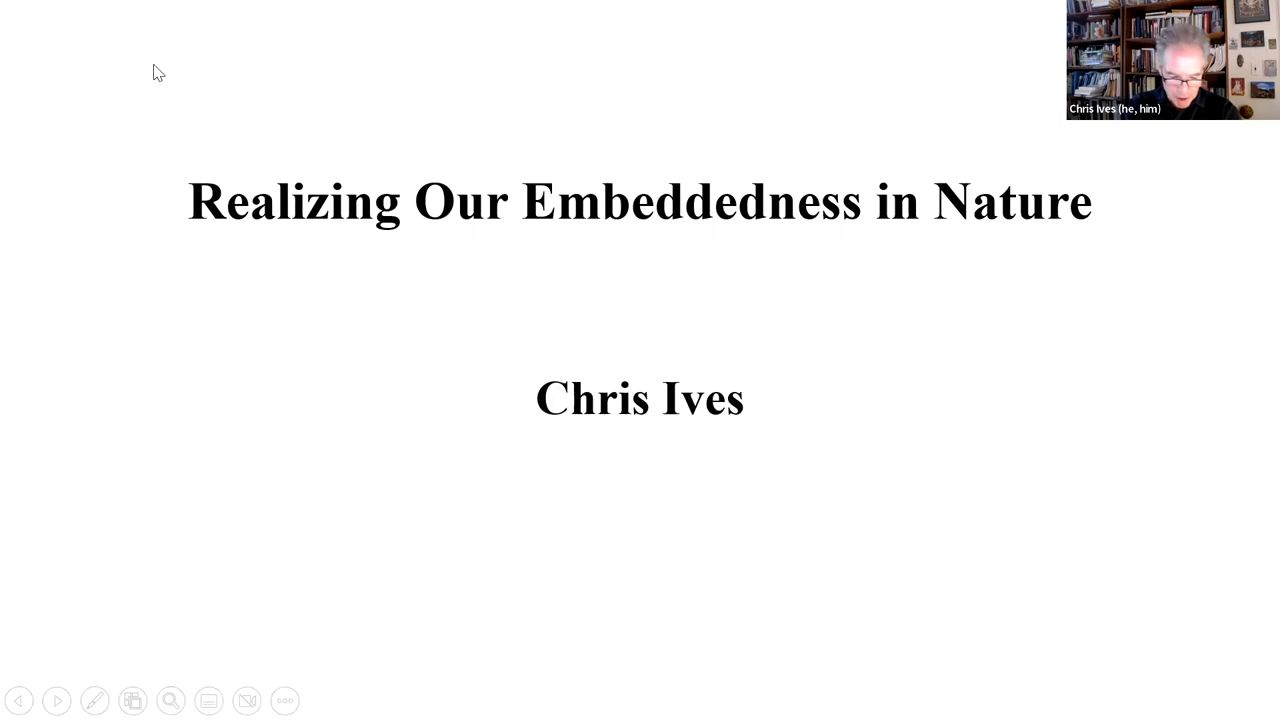 Chris Ives (he, him)
Realizing Our Embeddedness in Nature
Chris Ives